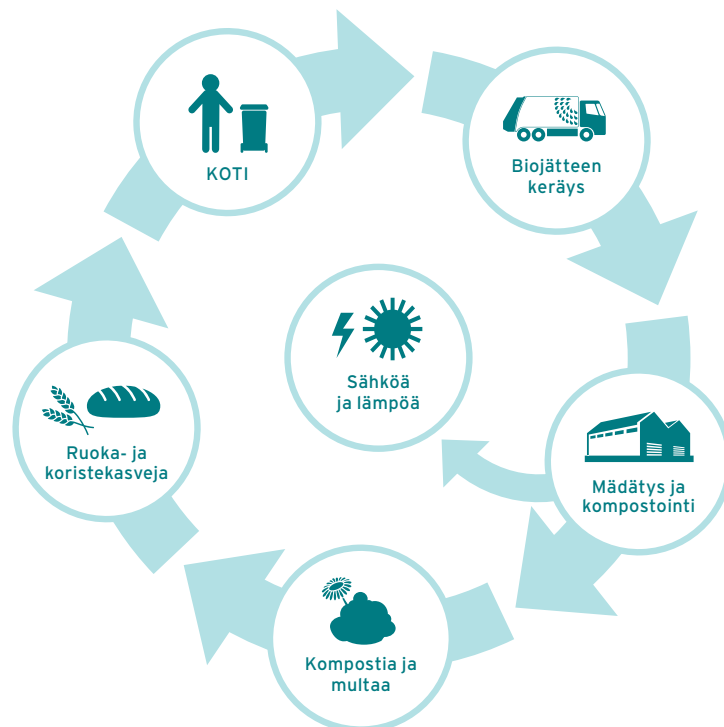 KOTI
Biojätteen
keräys
Mädätys ja
kompostointi
Sähköä
ja lämpöä
Kompostia ja
multaa
Ruoka- ja
koristekasveja